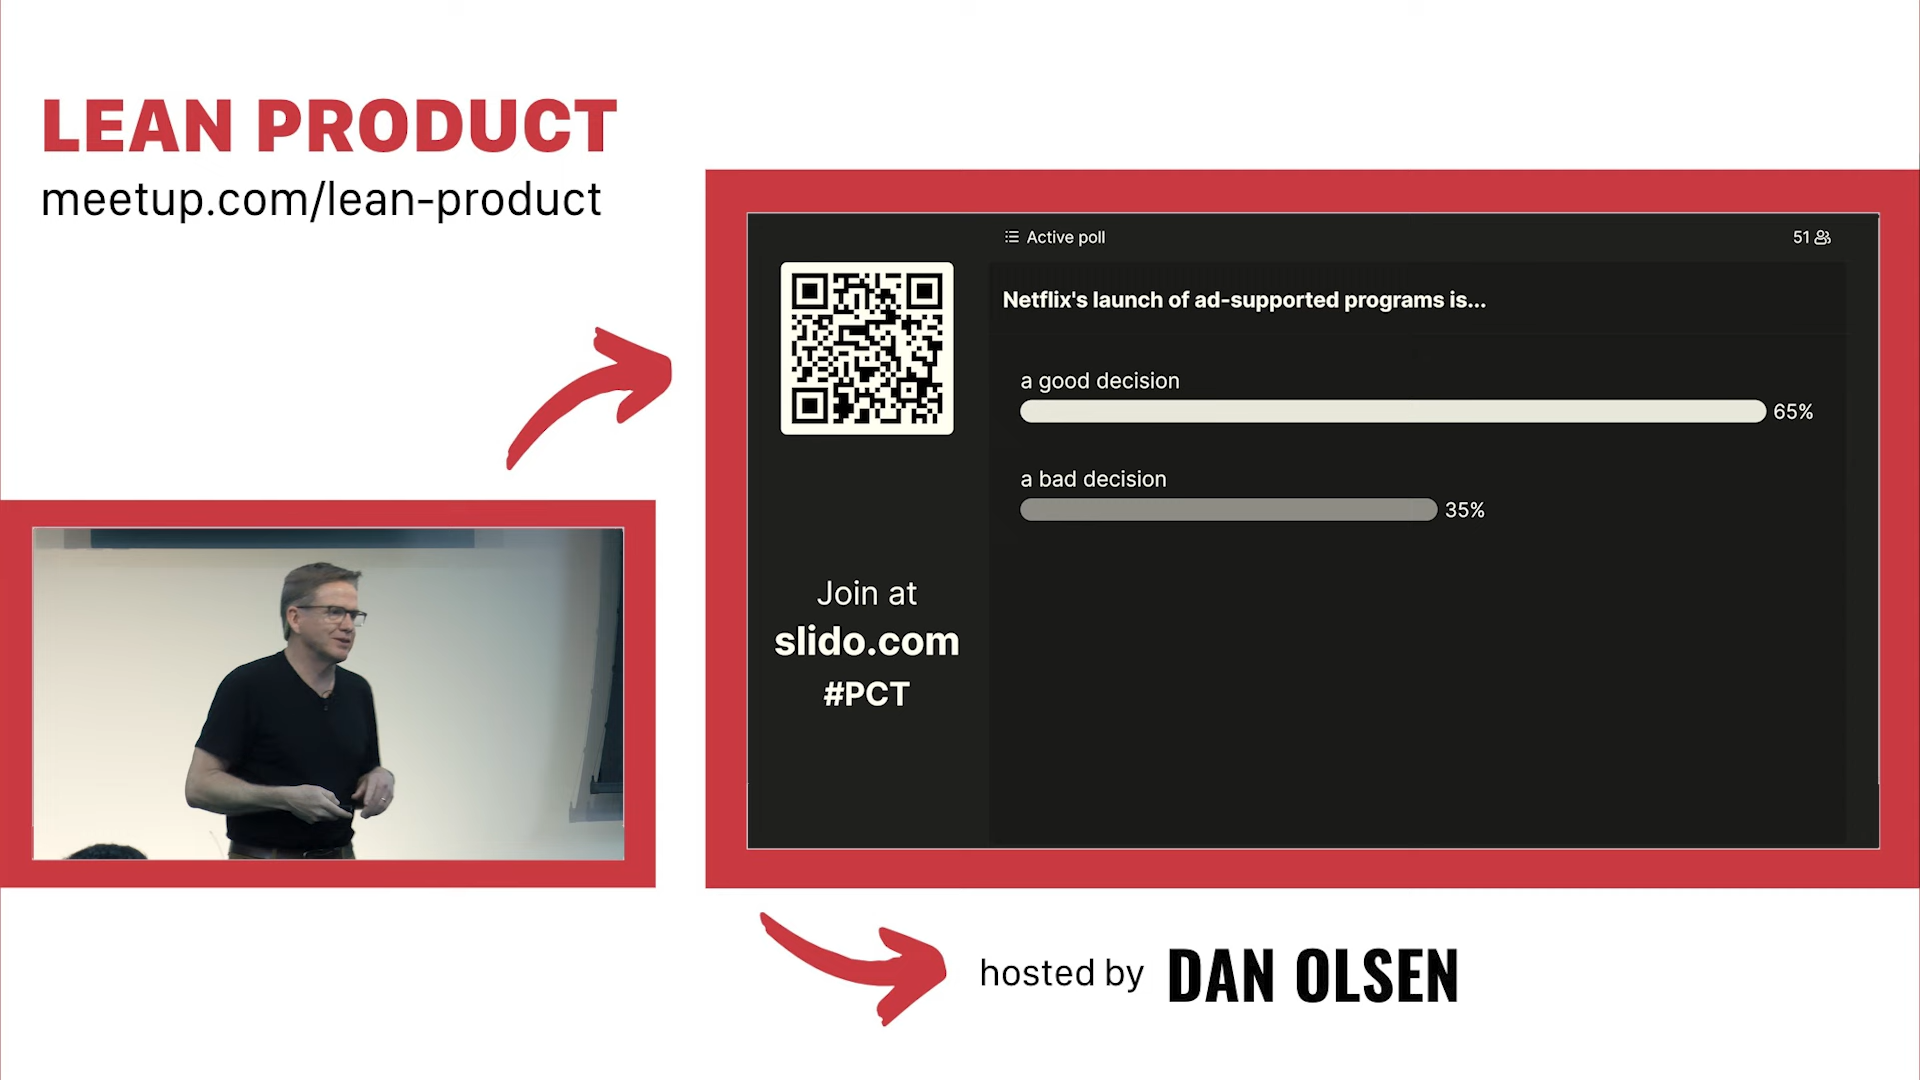 LEAN PRODUCT
meetup.com/lean-product
Active poll
51
Netflix's launch of ad-supported programs is...
a good decision
65%
a bad decision
35%
Join at
slido.com
#PCT
hosted by DAN OLSEN